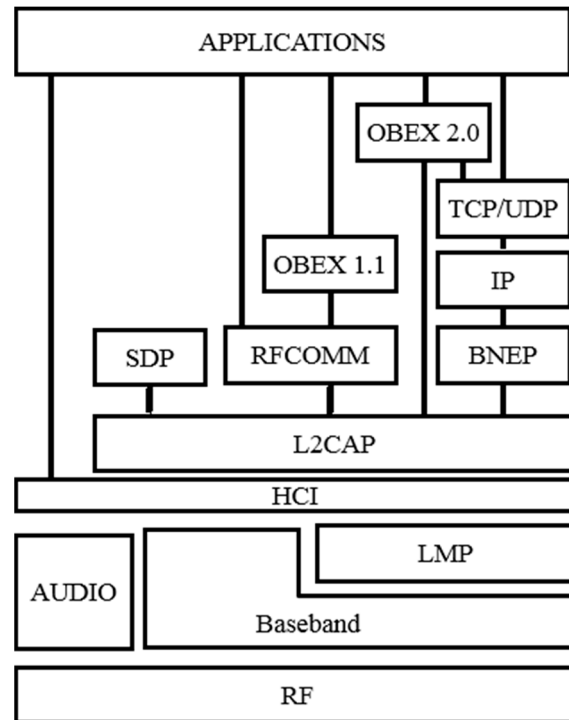 APPLICATIONS
OBEX 2.0
TCP/UDP
OBEX 1.1
IP
SDP
RFCOMM
BNEP
L2CAP
HCI
LMP
AUDIO
Baseband
RF